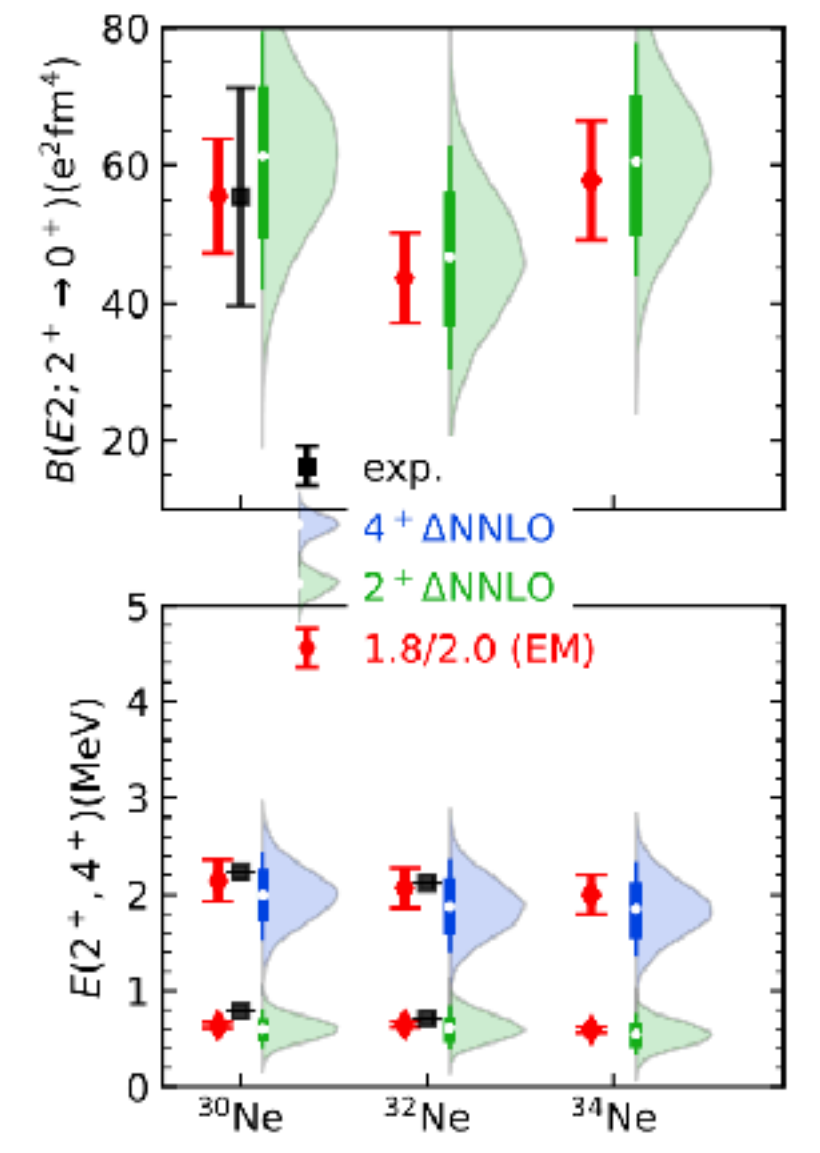 80
60
40
20
B(E2; 2⁺ → 0⁺)(e²fm⁴)
exp.
4⁺ ΔNNLO
2⁺ ΔNNLO
1.8/2.0 (EM)
5
4
3
2
1
0
E(2⁺, 4⁺)(MeV)
³⁰Ne ³²Ne ³⁴Ne